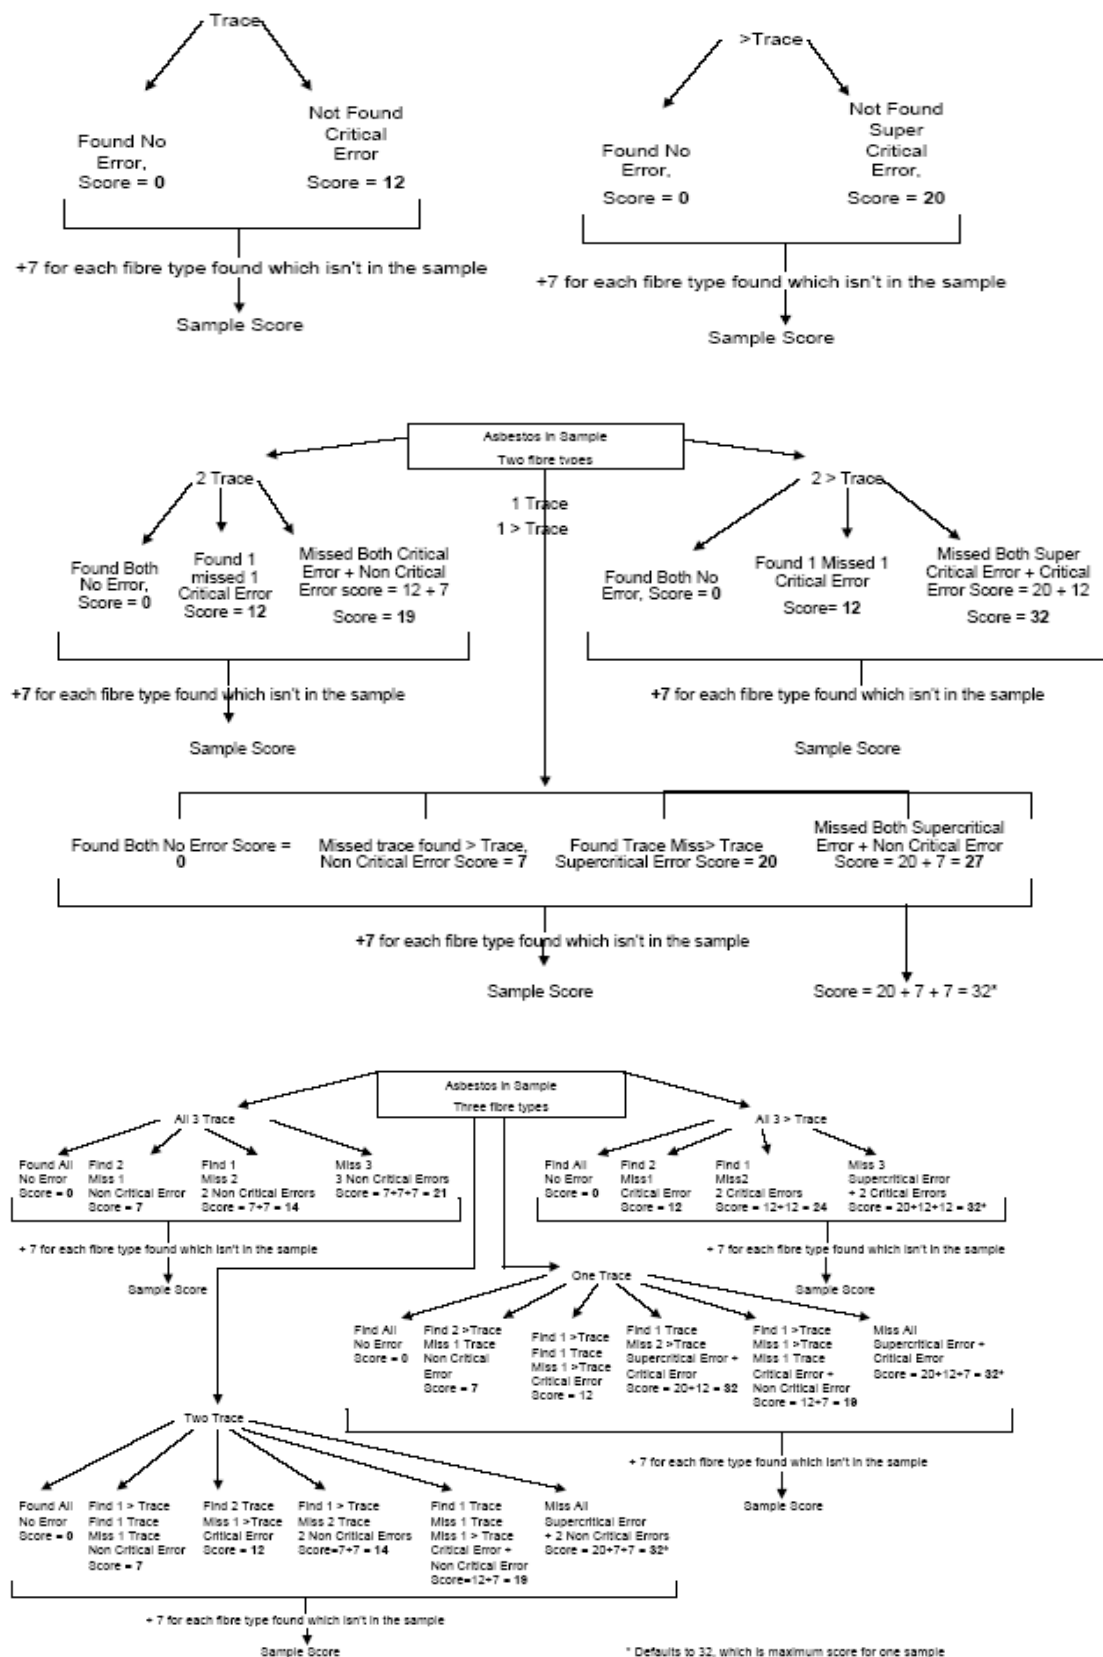 Trace
Found No
Error,
Score = 0
Not Found
Critical
Error
Score = 12
+7 for each fibre type found which isn't in the sample
Sample Score
>Trace
Found No
Error,
Score = 0
Not Found
Super
Critical
Error,
Score = 20
+7 for each fibre type found which isn't in the sample
Sample Score
Asbestos in Sample
Two fibre types
2 Trace
Found Both
No Error,
Score = 0
Found 1
missed 1
Critical Error
Score = 12
Missed Both Critical
Error + Non Critical
Error score = 12 + 7
Score = 19
+7 for each fibre type found which isn't in the sample
Sample Score
1 Trace
1 > Trace
2 > Trace
Found Both No
Error, Score = 0
Found 1 Missed 1
Critical Error
Score= 12
Missed Both Super
Critical Error + Critical
Error Score = 20 + 12
Score = 32
+7 for each fibre type found which isn't in the sample
Sample Score
Found Both No Error Score =
0
Missed trace found > Trace,
Non Critical Error Score = 7
Found Trace Miss> Trace
Supercritical Error Score = 20
Missed Both Supercritical
Error + Non Critical Error
Score = 20 + 7 = 27
+7 for each fibre type found which isn't in the sample
Sample Score
Score = 20 + 7 + 7 = 32*
Asbestos in Sample
Three fibre types
All 3 Trace
Found All
No Error
Score = 0
Find 2
Miss 1
Non Critical Error
Score = 7
Find 1
Miss 2
2 Non Critical Errors
Score = 7+7 = 14
Miss 3
3 Non Critical Errors
Score = 7+7+7 = 21
+ 7 for each fibre type found which isn't in the sample
Sample Score
All 3 > Trace
Find All
No Error
Score = 0
Find 2
Miss1
Critical Error
Score = 12
Find 1
Miss2
2 Critical Errors
Score = 12+12 = 24
Miss 3
Supercritical Error
+ 2 Critical Errors
Score = 20+12+12 = 32*
+ 7 for each fibre type found which isn't in the sample
Sample Score
One Trace
Find All
No Error
Score = 0
Find 2 >Trace
Miss 1 Trace
Non Critical
Error
Score = 7
Find 1 >Trace
Find 1 Trace
Miss 1 >Trace
Critical Error
Score = 12
Find 1 Trace
Miss 2 >Trace
Supercritical Error +
Critical Error
Score = 20+12 = 32
Find 1 >Trace
Miss 1 >Trace
Miss 1 Trace
Critical Error +
Non Critical Error
Score = 12+7 = 19
Miss All
Supercritical Error +
Critical Error
Score = 20+12+7 = 32*
+ 7 for each fibre type found which isn't in the sample
Sample Score
Two Trace
Found All
No Error
Score = 0
Find 1 > Trace
Find 1 Trace
Miss 1 Trace
Non Critical Error
Score = 7
Find 2 Trace
Miss 1 >Trace
Critical Error
Score = 12
Find 1 > Trace
Miss 2 Trace
2 Non Critical Errors
Score=7+7 = 14
Find 1 Trace
Miss 1 Trace
Miss 1 > Trace
Critical Error +
Non Critical Error
Score=12+7 = 19
Miss All
Supercritical Error
+ 2 Non Critical Errors
Score = 20+7+7 = 32*
+ 7 for each fibre type found which isn't in the sample
Sample Score
* Defaults to 32, which is maximum score for one sample